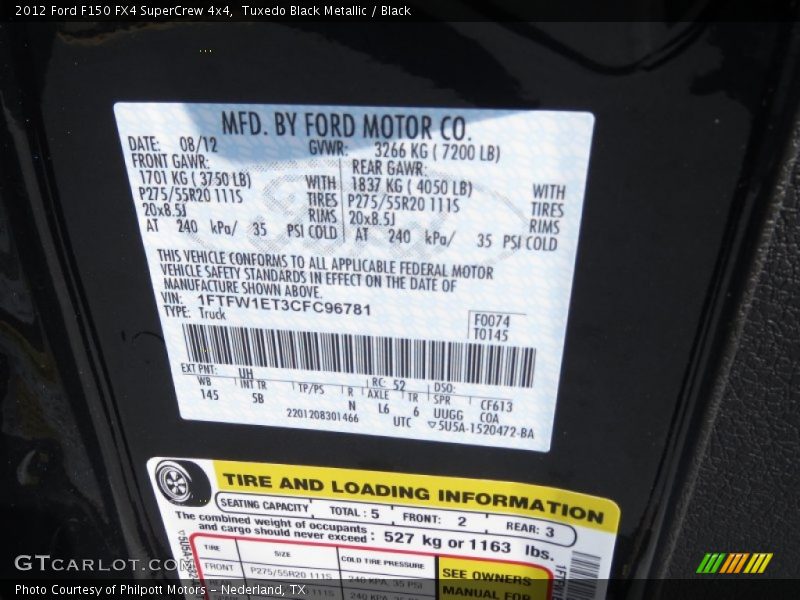 2012 Ford F150 FX4 SuperCrew 4x4,  Tuxedo Black Metallic / Black
MFD. BY FORD MOTOR CO.
DATE: 08/12 GVWR: 3266 KG ( 7200 LB)
FRONT GAWR: REAR GAWR:
1701 KG ( 3750 LB) WITH 1837 KG ( 4050 LB) WITH
P275/55R20 111S TIRES P275/55R20 111S TIRES
20x8.5J RIMS 20x8.5J RIMS
AT 240 kPa/ 35 PSI COLD AT 240 kPa/ 35 PSI COLD
THIS VEHICLE CONFORMS TO ALL APPLICABLE FEDERAL MOTOR
VEHICLE SAFETY STANDARDS IN EFFECT ON THE DATE OF
MANUFACTURE SHOWN ABOVE.
VIN: 1FTFW1ET3CFC96781
TYPE: Truck
F0074
T0145
EXT PNT: UH RC: 52 DSO:
WB INT TR TP/PS R AXLE TR SPR CF613
145 5B N L6 6 UUGG COA
2201208301466 UTC ▽5U5A-1520472-BA
TIRE AND LOADING INFORMATION
SEATING CAPACITY TOTAL : 5 FRONT: 2 REAR: 3
The combined weight of occupants
and cargo should never exceed : 527 kg or 1163 lbs.
TIRE SIZE COLD TIRE PRESSURE SEE OWNERS
FRONT P275/55R20 111S 240 KPA, 35 PSI MANUAL FOR
GTCARLOT.COM
Photo Courtesy of Philpott Motors – Nederland, TX